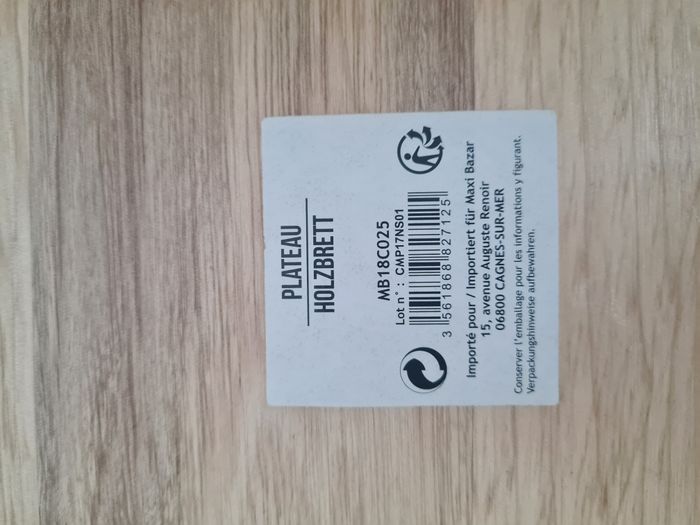 PLATEAU
HOLZBRETT
MB18C025
Lot n° : CMP17NS01
3 561868 827125
Importé pour / Importiert für Maxi Bazar
15, avenue Auguste Renoir
06800 CAGNES-SUR-MER
Conserver l'emballage pour les informations y figurant.
Verpackungshinweise aufbewahren.